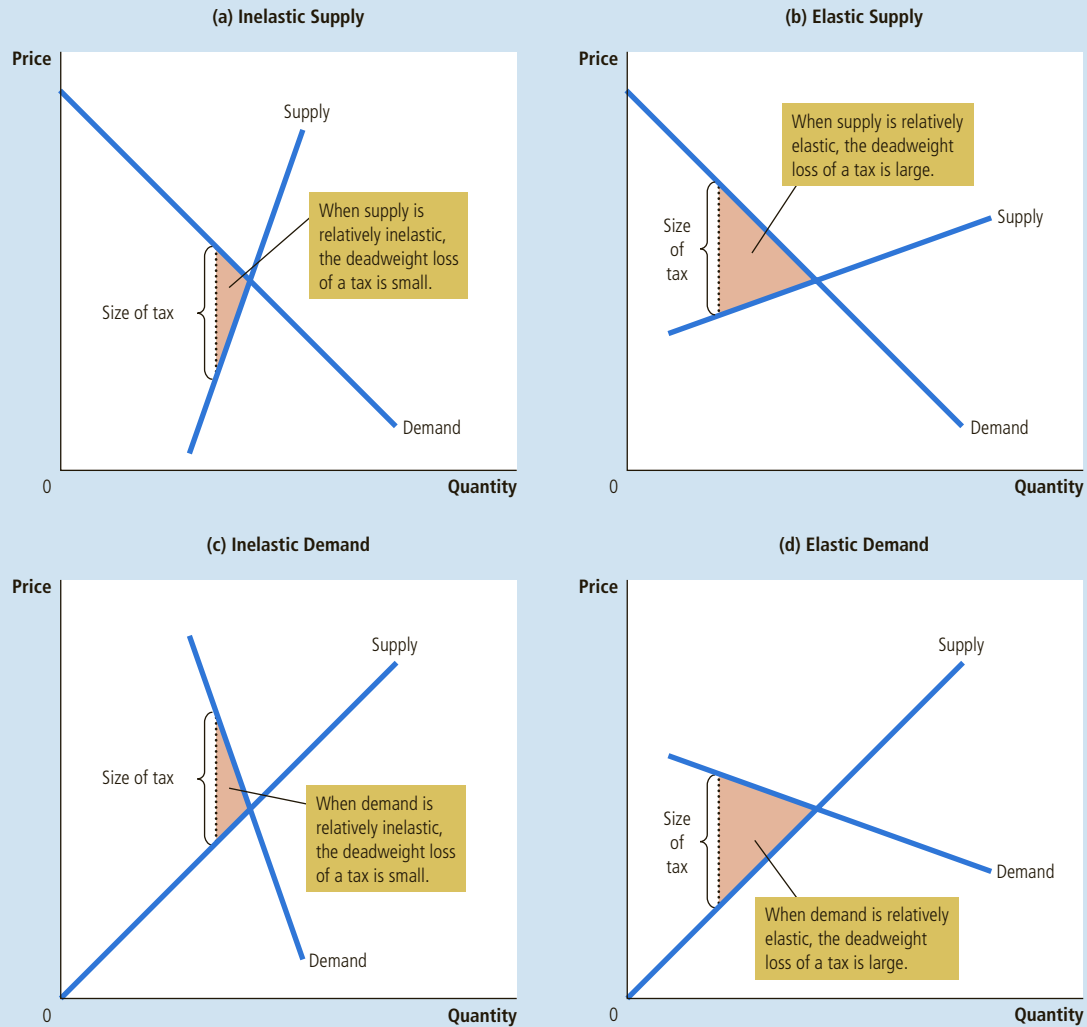 (a) Inelastic Supply
Price
Supply
When supply is
relatively inelastic,
the deadweight loss
of a tax is small.
Size of tax
Demand
0
Quantity
(b) Elastic Supply
Price
When supply is relatively
elastic, the deadweight
loss of a tax is large.
Size
of
tax
Supply
Demand
0
Quantity
(c) Inelastic Demand
Price
Supply
Size of tax
When demand is
relatively inelastic,
the deadweight loss
of a tax is small.
Demand
0
Quantity
(d) Elastic Demand
Price
Supply
Size
of
tax
Demand
When demand is relatively
elastic, the deadweight
loss of a tax is large.
0
Quantity